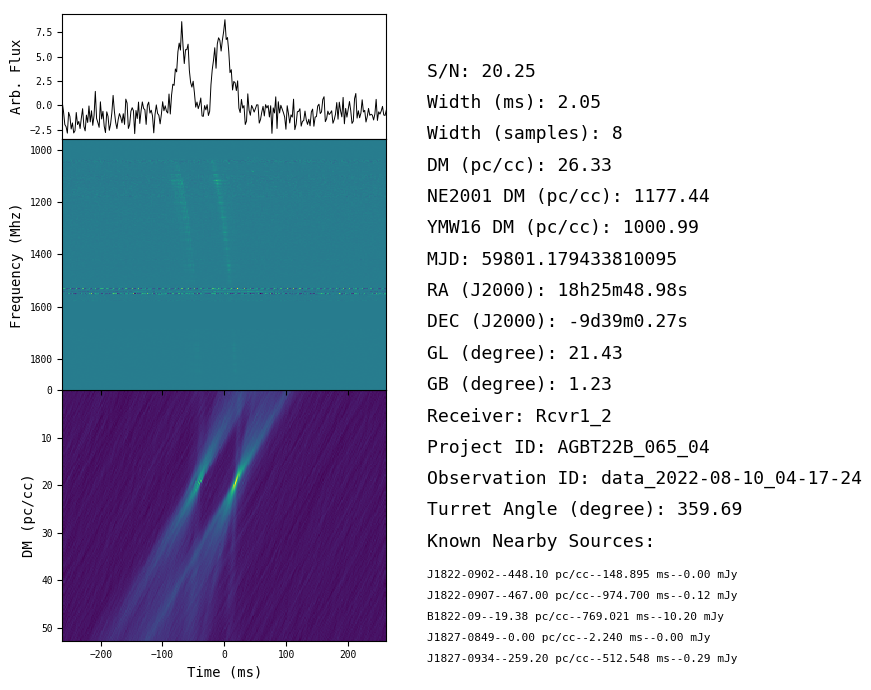 7.5
5.0
2.5
0.0
−2.5
Arb. Flux
1000
1200
1400
1600
1800
Frequency (Mhz)
0
10
20
30
40
50
DM (pc/cc)
−200
−100
0
100
200
Time (ms)
S/N: 20.25
Width (ms): 2.05
Width (samples): 8
DM (pc/cc): 26.33
NE2001 DM (pc/cc): 1177.44
YMW16 DM (pc/cc): 1000.99
MJD: 59801.179433810095
RA (J2000): 18h25m48.98s
DEC (J2000): -9d39m0.27s
GL (degree): 21.43
GB (degree): 1.23
Receiver: Rcvr1_2
Project ID: AGBT22B_065_04
Observation ID: data_2022-08-10_04-17-24
Turret Angle (degree): 359.69
Known Nearby Sources:
J1822-0902--448.10 pc/cc--148.895 ms--0.00 mJy
J1822-0907--467.00 pc/cc--974.700 ms--0.12 mJy
B1822-09--19.38 pc/cc--769.021 ms--10.20 mJy
J1827-0849--0.00 pc/cc--2.240 ms--0.00 mJy
J1827-0934--259.20 pc/cc--512.548 ms--0.29 mJy